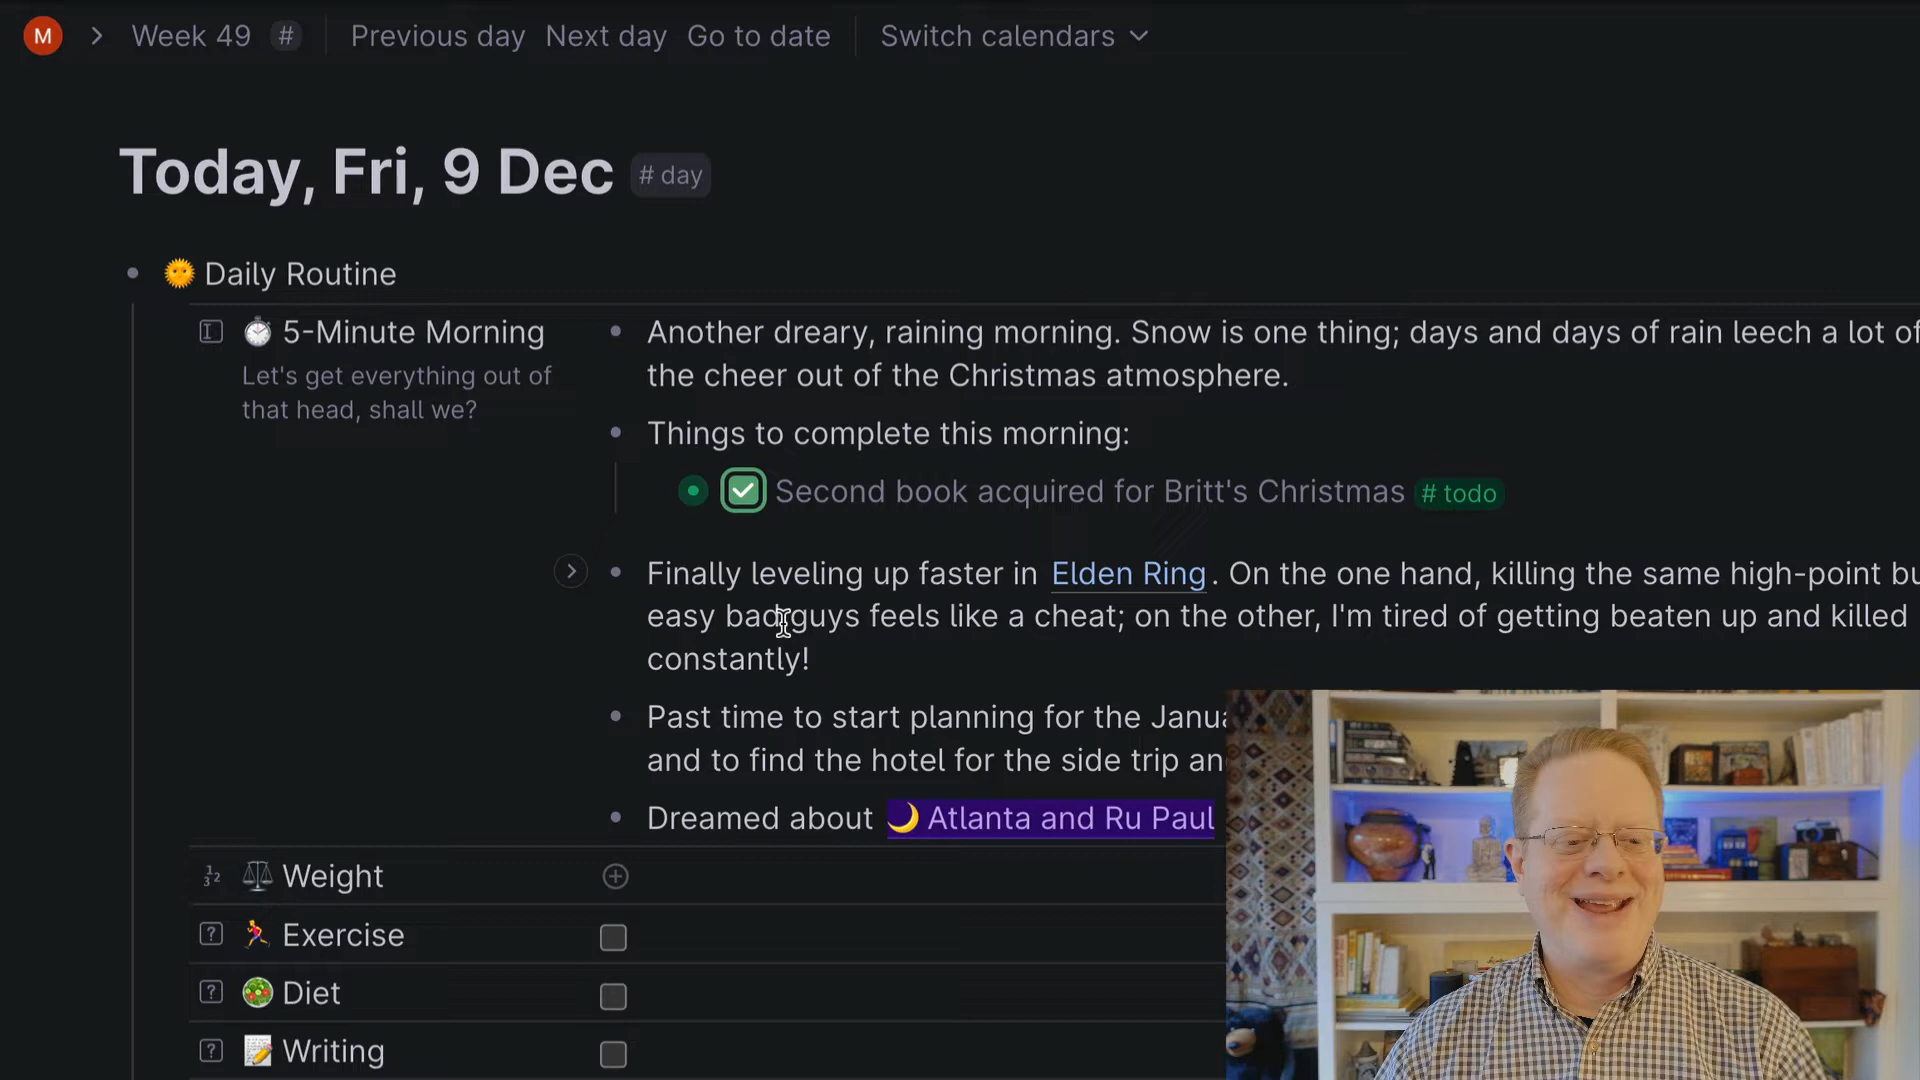 M > Week 49 # Previous day Next day Go to date Switch calendars
Today, Fri, 9 Dec # day
Daily Routine
5-Minute Morning
Let's get everything out of
that head, shall we?
Another dreary, raining morning. Snow is one thing; days and days of rain leech a lot of
the cheer out of the Christmas atmosphere.
Things to complete this morning:
Second book acquired for Britt's Christmas # todo
Finally leveling up faster in Elden Ring. On the one hand, killing the same high-point
easy bad guys feels like a cheat; on the other, I'm tired of getting beaten up and killed
constantly!
Past time to start planning for the
and to find the hotel for the side trip
Dreamed about 🌙 Atlanta and Ru Paul
Weight
Exercise
Diet
Writing